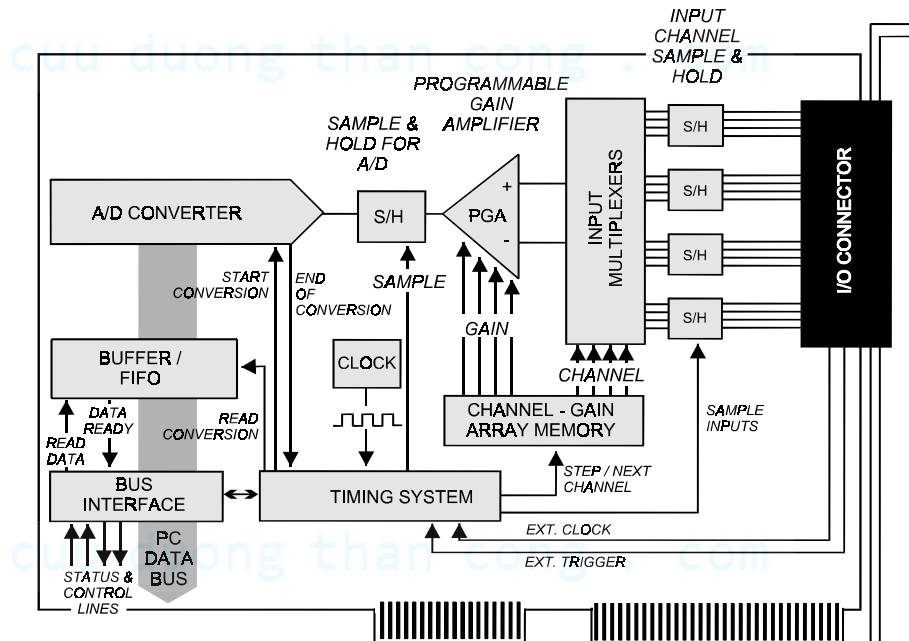 INPUT
CHANNEL
SAMPLE &
HOLD
cuu duong than cong . com
PROGRAMMABLE
GAIN
AMPLIFIER
SAMPLE &
HOLD FOR
A/D
A/D CONVERTER
S/H
PGA
+
-
INPUT
MULTIPLEXERS
S/H
S/H
S/H
S/H
I/O CONNECTOR
START
CONVERSION
END
OF
CONVERSION
SAMPLE
GAIN
CHANNEL
BUFFER /
FIFO
CLOCK
CHANNEL - GAIN
ARRAY MEMORY
READ
DATA
DATA
READY
READ
CONVERSION
SAMPLE
INPUTS
BUS
INTERFACE
TIMING SYSTEM
STEP / NEXT
CHANNEL
EXT. CLOCK
EXT. TRIGGER
PC
DATA
BUS
STATUS &
CONTROL
LINES
cuu duong than cong . com